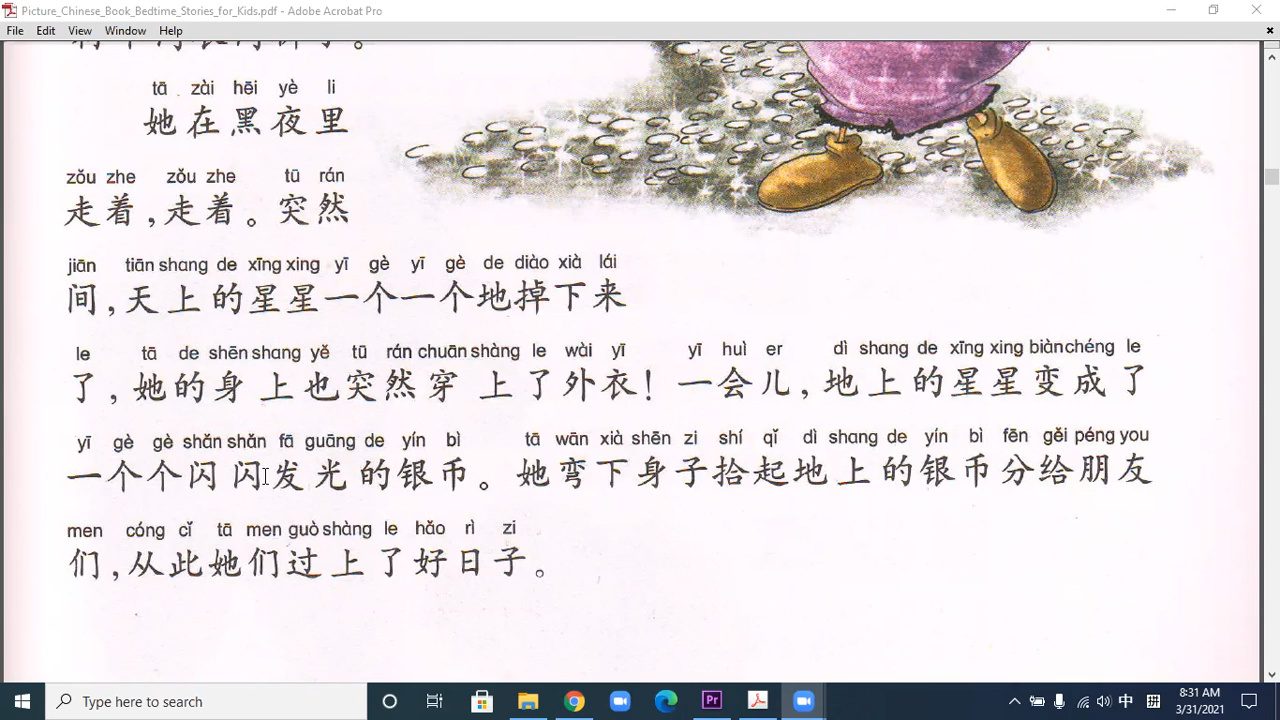 Picture_Chinese_Book_Bedtime_Stories_for_Kids.pdf - Adobe Acrobat Pro
File Edit View Window Help
tā zài hēi yè li
她在黑夜里
zǒu zhe zǒu zhe tū rán
走着，走着。突然
jiān tiān shang de xīng xing yī gè yī gè de diào xià lái
间，天上的星星一个一个地掉下来
le tā de shēn shang yě tū rán chuān shàng le wài yī yī huì er dì shang de xīng xing biàn chéng le
了，她的身上也突然穿上了外衣！一会儿，地上的星星变成了
yī gè gè shǎn shǎn fā guāng de yín bì tā wān xià shēn zi shí qǐ dì shang de yín bì fēn gěi péng you
一个个闪闪发光的银币。她弯下身子拾起地上的银币分给朋友
men cóng cǐ tā men guò shàng le hǎo rì zi
们，从此她们过上了好日子。
Type here to search
Pr
中
拼
8:31 AM
3/31/2021